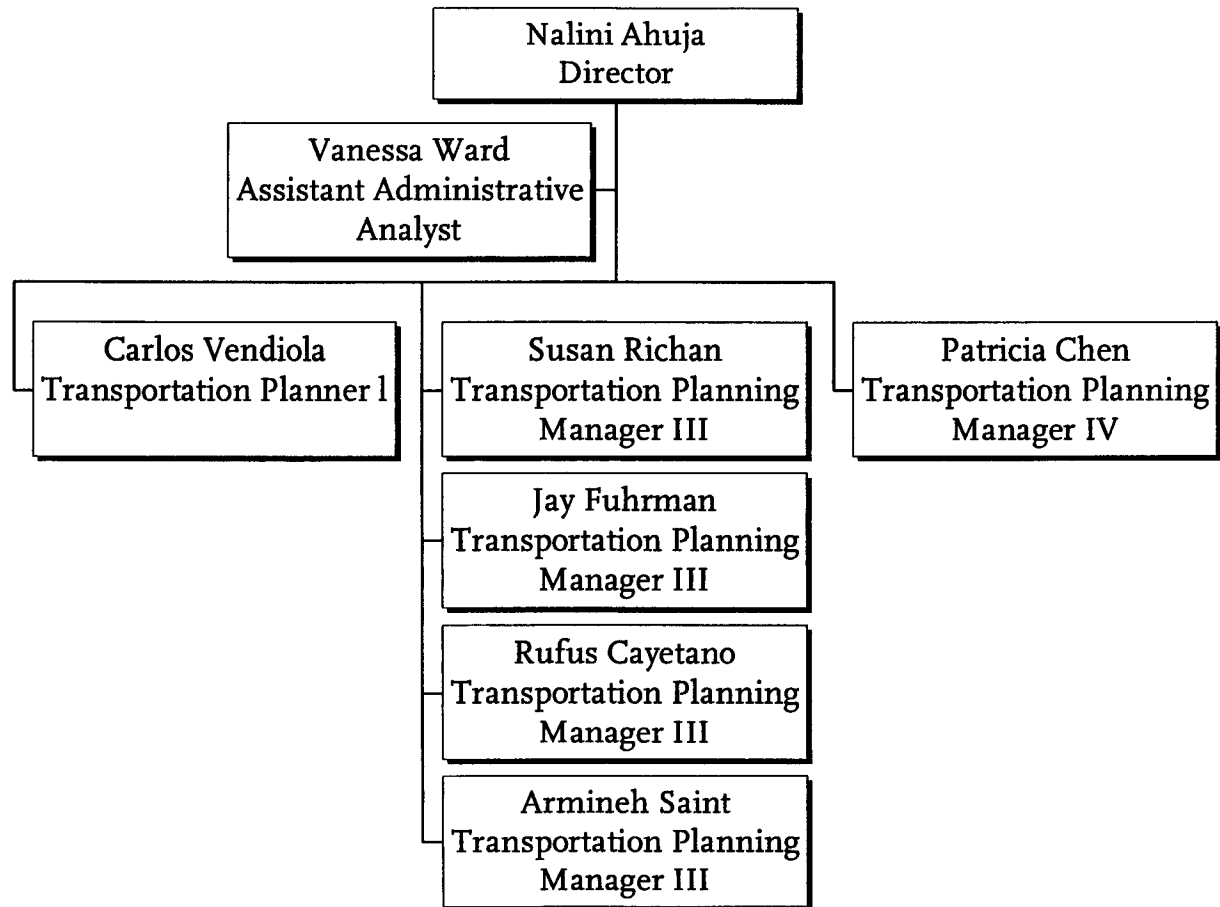 Nalini Ahuja
Director
Vanessa Ward
Assistant Administrative
Analyst
Carlos Vendiola
Transportation Planner l
Susan Richan
Transportation Planning
Manager III
Patricia Chen
Transportation Planning
Manager IV
Jay Fuhrman
Transportation Planning
Manager III
Rufus Cayetano
Transportation Planning
Manager III
Armineh Saint
Transportation Planning
Manager III